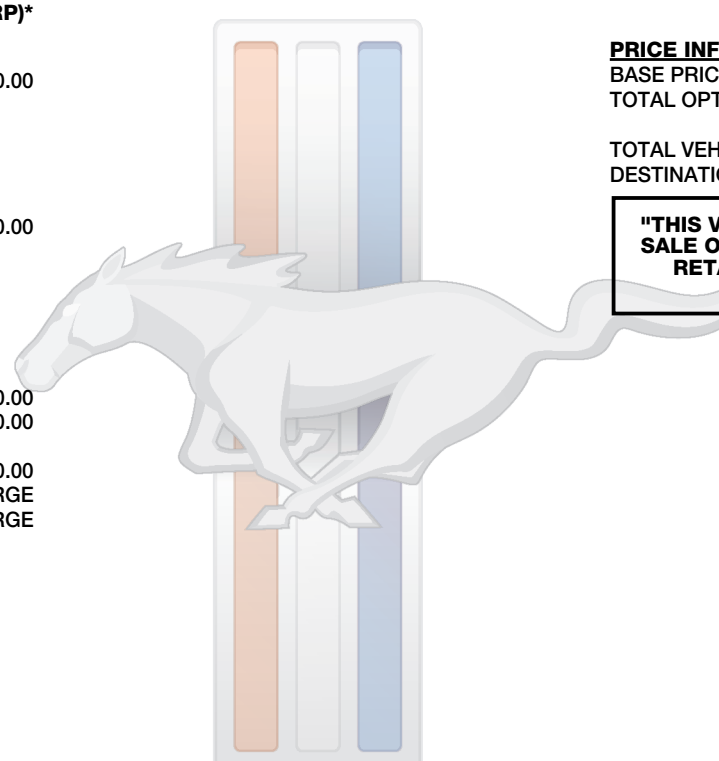 RP)*
0.00
0.00
0.00
0.00
0.00
RGE
RGE
PRICE INF
BASE PRIC
TOTAL OPT
TOTAL VEH
DESTINATIO
"THIS V
SALE O
RETA